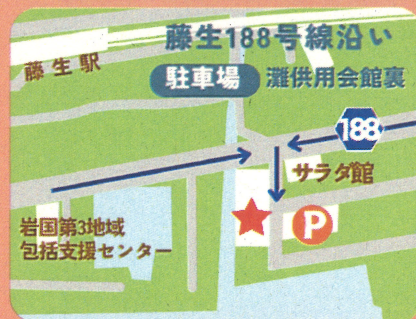 藤生188号線沿い
藤生駅
駐車場 灘供用会館裏
188
サラダ館
P
岩国第3地域
包括支援センター